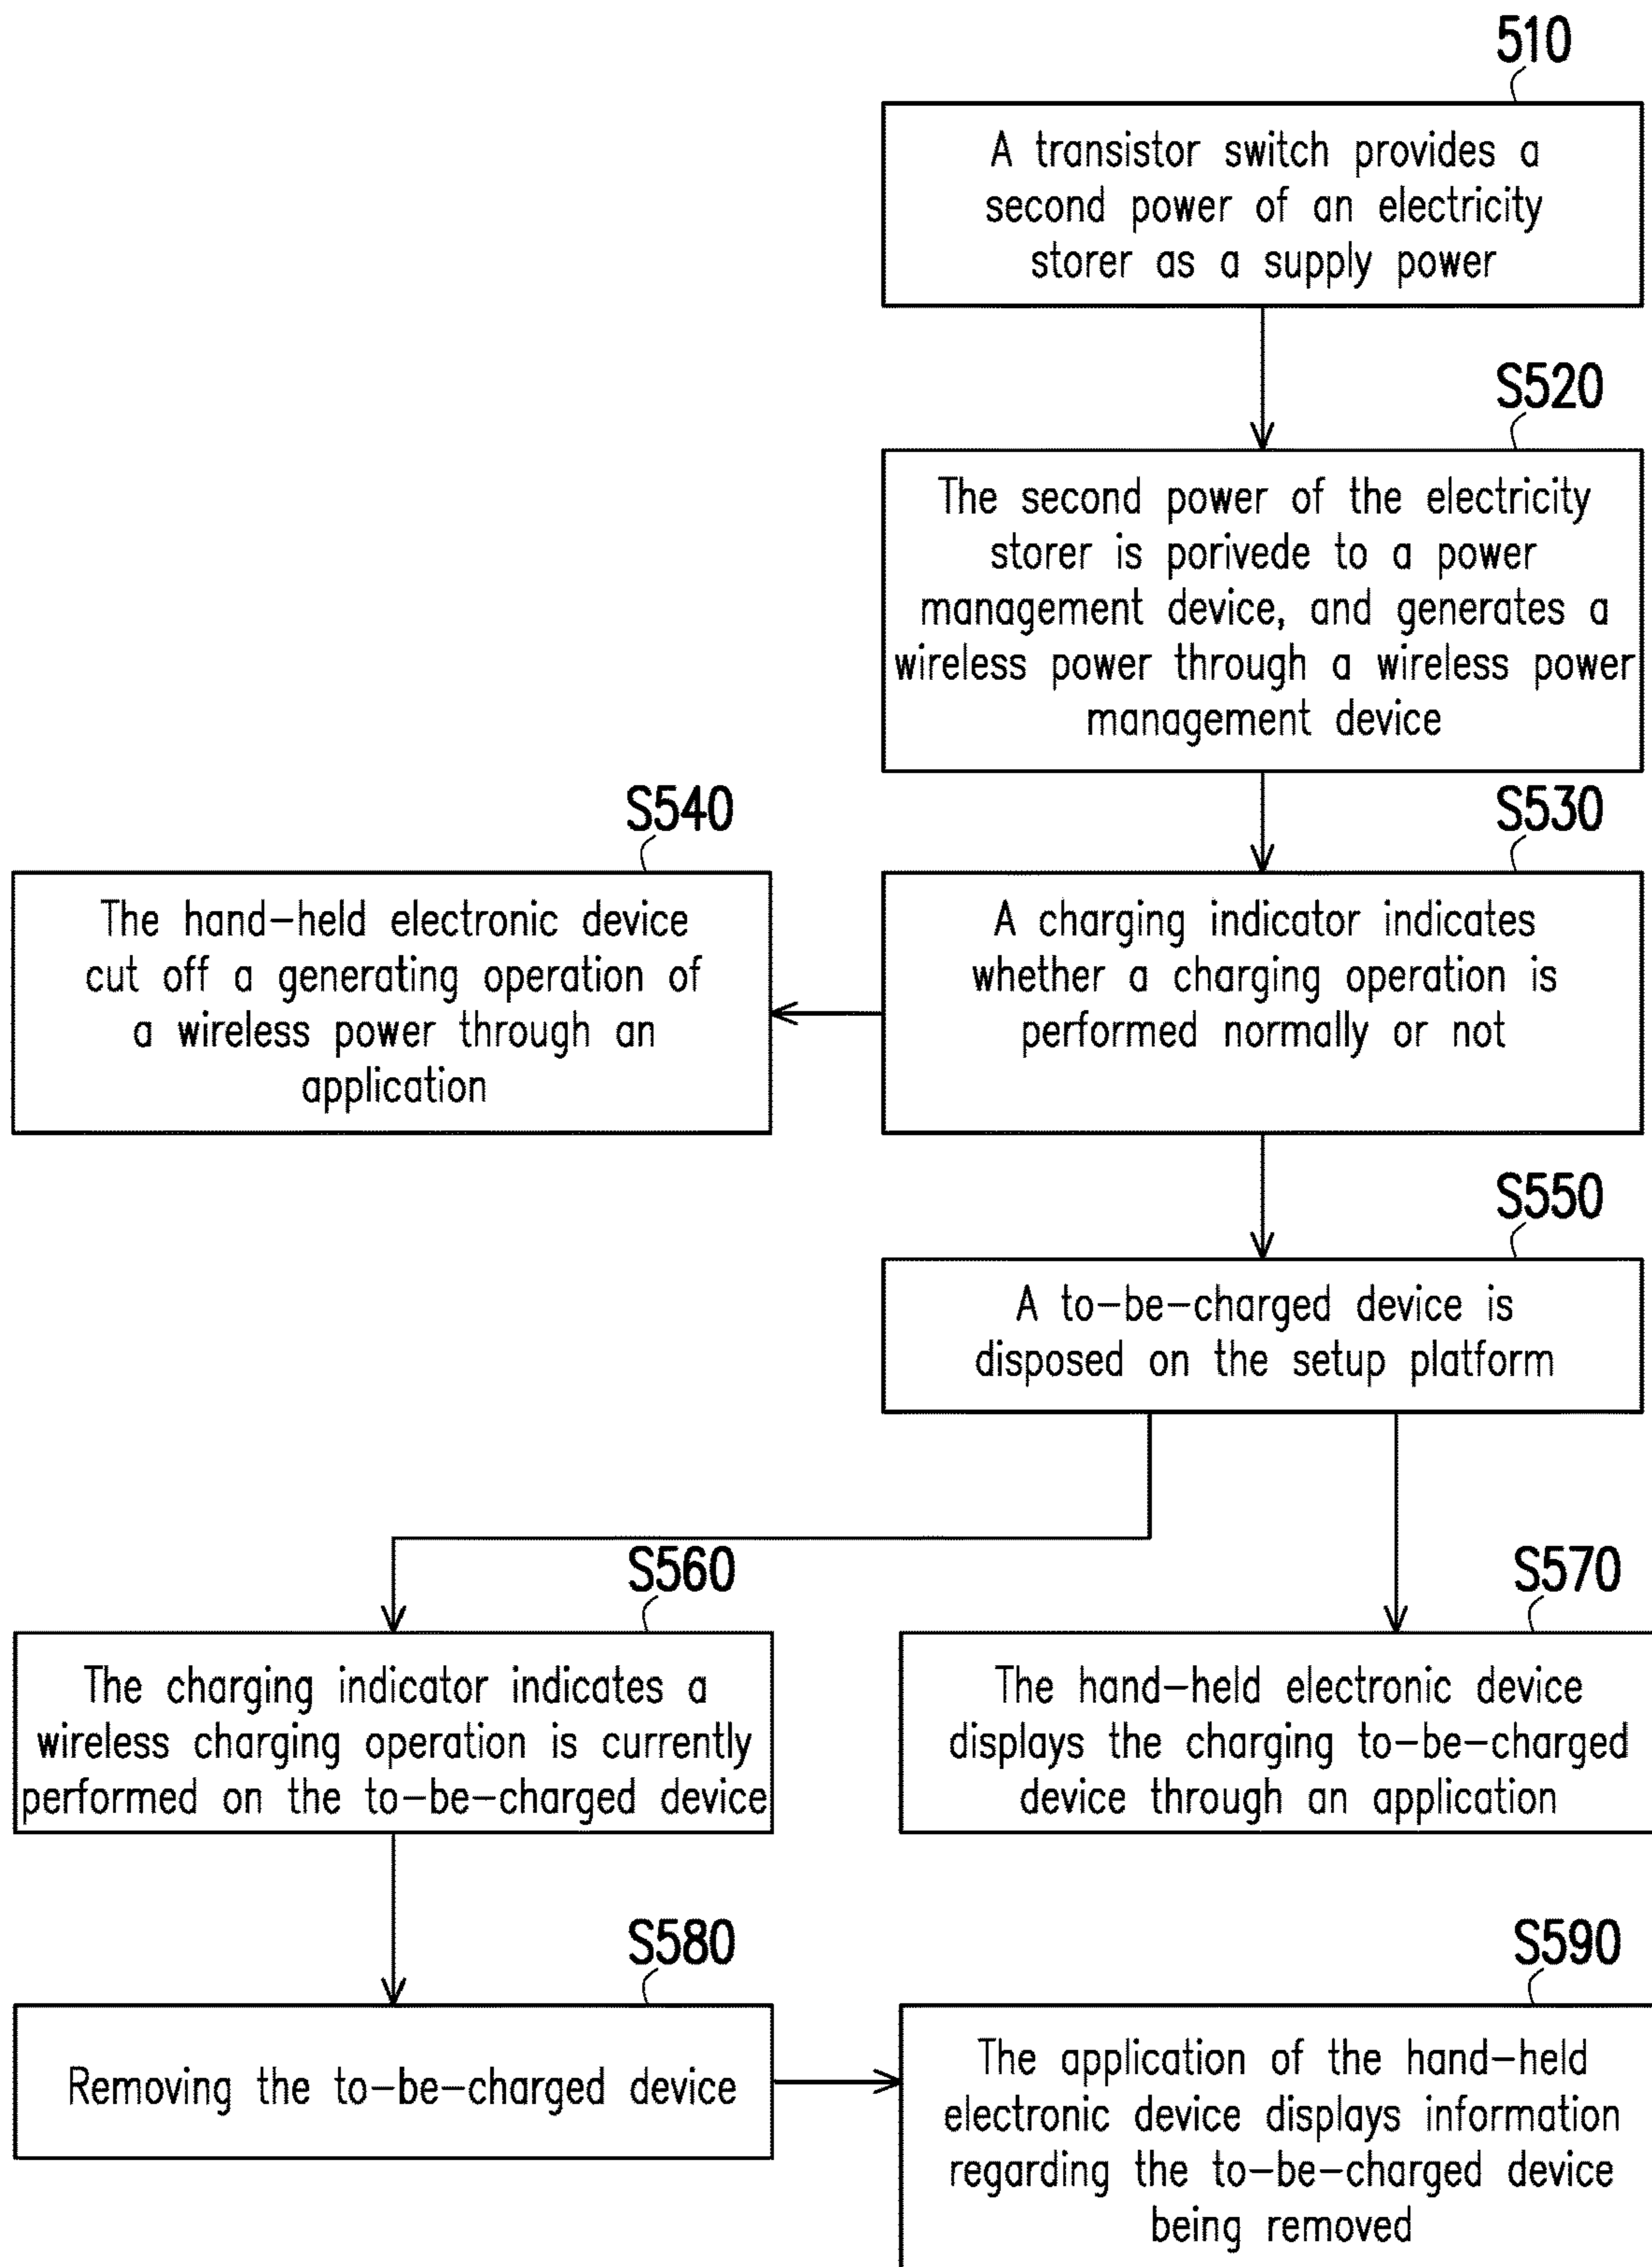 510
A transistor switch provides a
second power of an electricity
storer as a supply power
S520
The second power of the electricity
storer is porivede to a power
management device, and generates a
wireless power through a wireless power
management device
S540
The hand-held electronic device
cut off a generating operation of
a wireless power through an
application
S530
A charging indicator indicates
whether a charging operation is
performed normally or not
S550
A to-be-charged device is
disposed on the setup platform
S560
The charging indicator indicates a
wireless charging operation is currently
performed on the to-be-charged device
S570
The hand-held electronic device
displays the charging to-be-charged
device through an application
S580
Removing the to-be-charged device
S590
The application of the hand-held
electronic device displays information
regarding the to-be-charged device
being removed